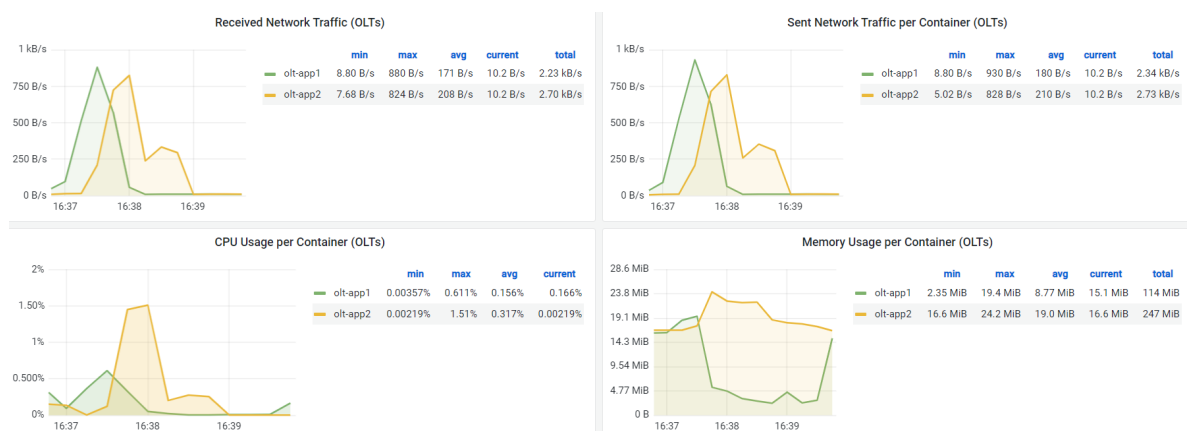 Received Network Traffic (OLTs)
1 kB/s
750 B/s
500 B/s
250 B/s
0 B/s
16:37 16:38 16:39
min max avg current total
olt-app1 8.80 B/s 880 B/s 171 B/s 10.2 B/s 2.23 kB/s
olt-app2 7.68 B/s 824 B/s 208 B/s 10.2 B/s 2.70 kB/s
Sent Network Traffic per Container (OLTs)
1 kB/s
750 B/s
500 B/s
250 B/s
0 B/s
16:37 16:38 16:39
min max avg current total
olt-app1 8.80 B/s 930 B/s 180 B/s 10.2 B/s 2.34 kB/s
olt-app2 5.02 B/s 828 B/s 210 B/s 10.2 B/s 2.73 kB/s
CPU Usage per Container (OLTs)
2%
1.50%
1%
0.500%
0%
16:37 16:38 16:39
min max avg current
olt-app1 0.00357% 0.611% 0.156% 0.166%
olt-app2 0.00219% 1.51% 0.317% 0.00219%
Memory Usage per Container (OLTs)
28.6 MiB
23.8 MiB
19.1 MiB
14.3 MiB
9.54 MiB
4.77 MiB
0 B
16:37 16:38 16:39
min max avg current total
olt-app1 2.35 MiB 19.4 MiB 8.77 MiB 15.1 MiB 114 MiB
olt-app2 16.6 MiB 24.2 MiB 19.0 MiB 16.6 MiB 247 MiB